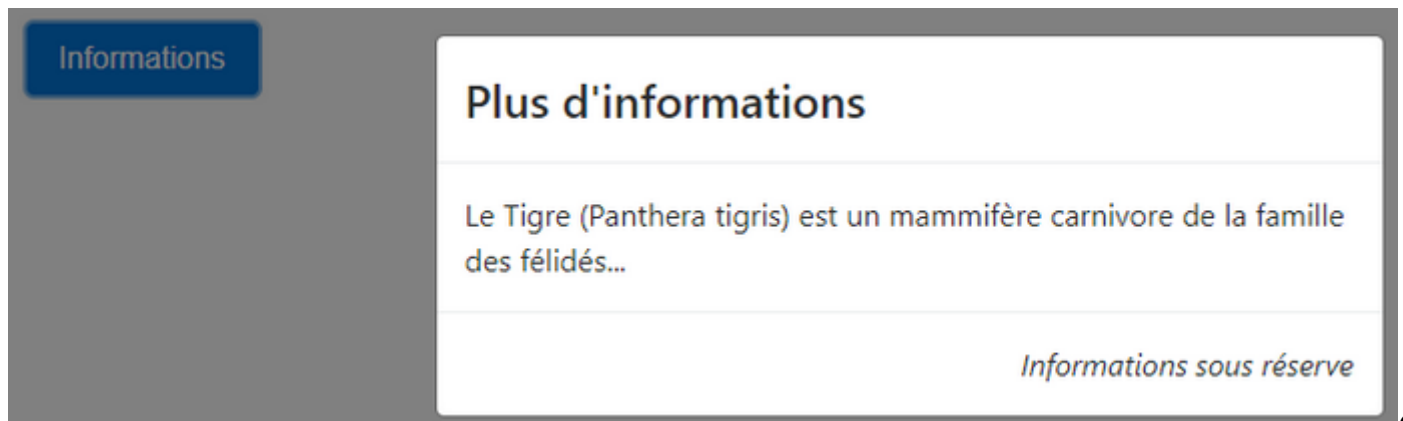 Informations
Plus d'informations
Le Tigre (Panthera tigris) est un mammifère carnivore de la famille
des félidés...
Informations sous réserve